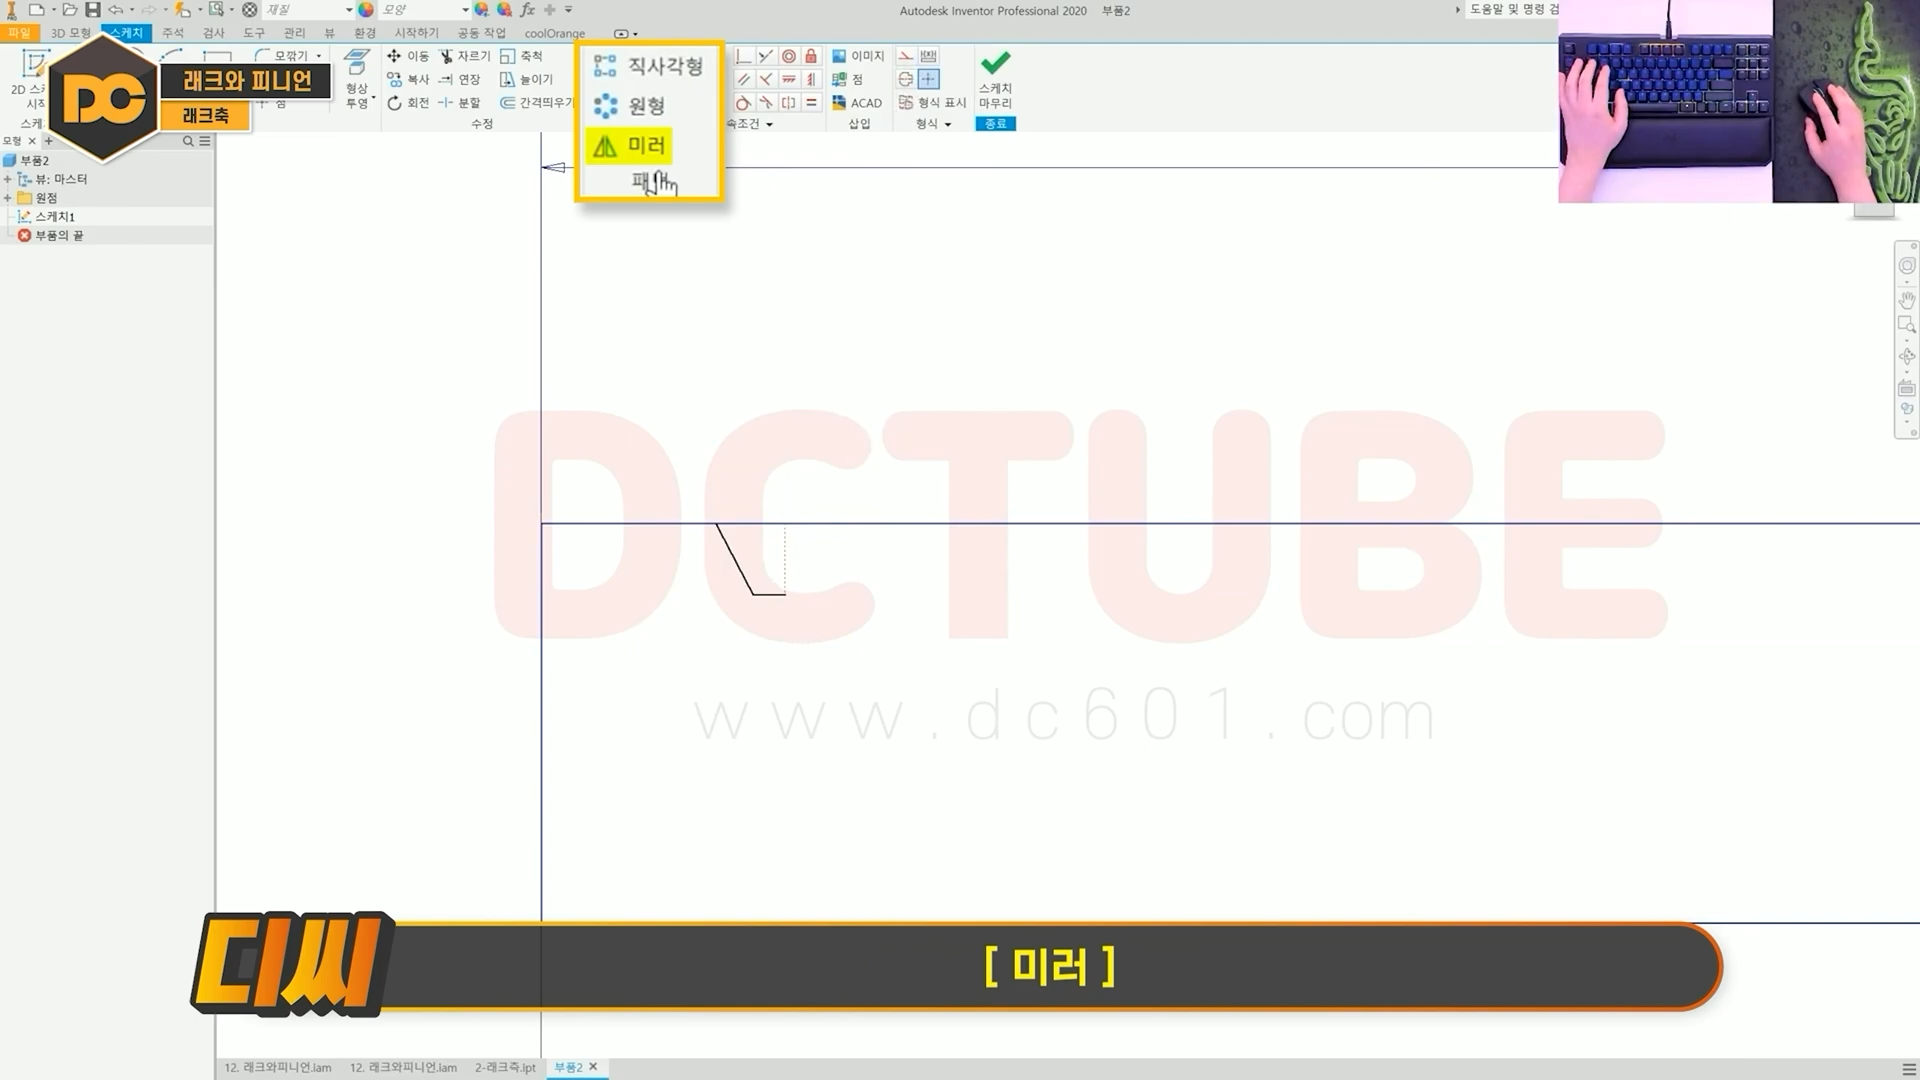 재질
모양
fx
Autodesk Inventor Professional 2020 부품2
도움말 및 명령 검
파일 3D 모형 스케치 주석 도구 검사 관리 뷰 환경 시작하기 공동 작업 coolOrange
모깎기
이동 자르기 축척
복사 연장 늘이기
회전 분할 간격띄우기
수정
형상
투영
직사각형
원형
미러
이미지
점
ACAD
삽입
형식 표시
형식
스케치
마무리
종료
DC
래크와 피니언
래크축
모형
부품2
뷰: 마스터
원점
스케치1
부품의 끝
DCTUBE
www.dc601.com
디씨
[ 미러 ]
12. 래크와피니언.iam 12. 래크와피니언.iam 2-래크축.ipt 부품2